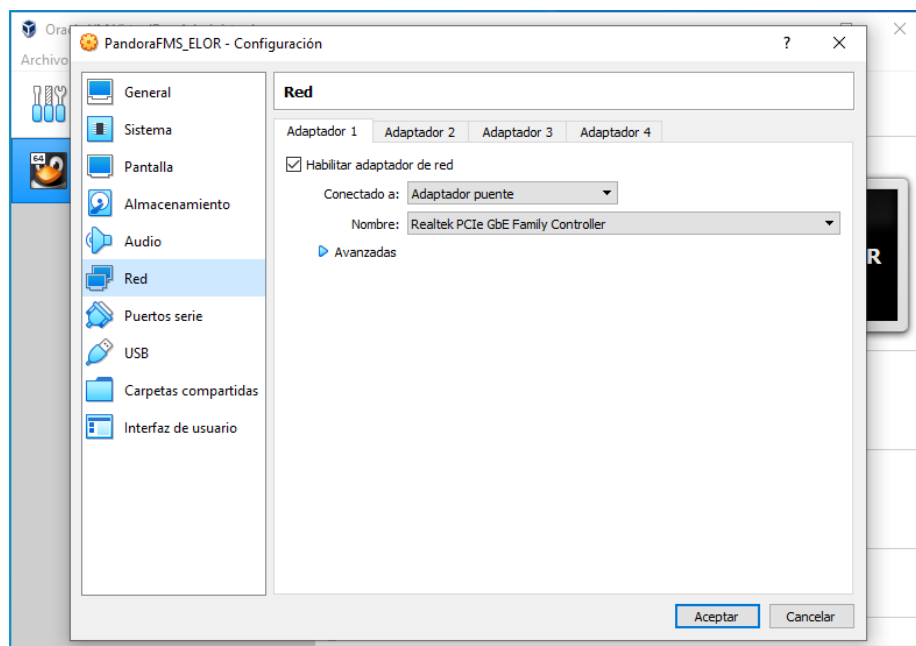 PandoraFMS_ELOR - Configuración
?
Archivo
General
Sistema
Pantalla
Almacenamiento
Audio
Red
Puertos serie
USB
Carpetas compartidas
Interfaz de usuario
Red
Adaptador 1 Adaptador 2 Adaptador 3 Adaptador 4
Habilitar adaptador de red
Conectado a: Adaptador puente
Nombre: Realtek PCIe GbE Family Controller
Avanzadas
64
R
Aceptar Cancelar